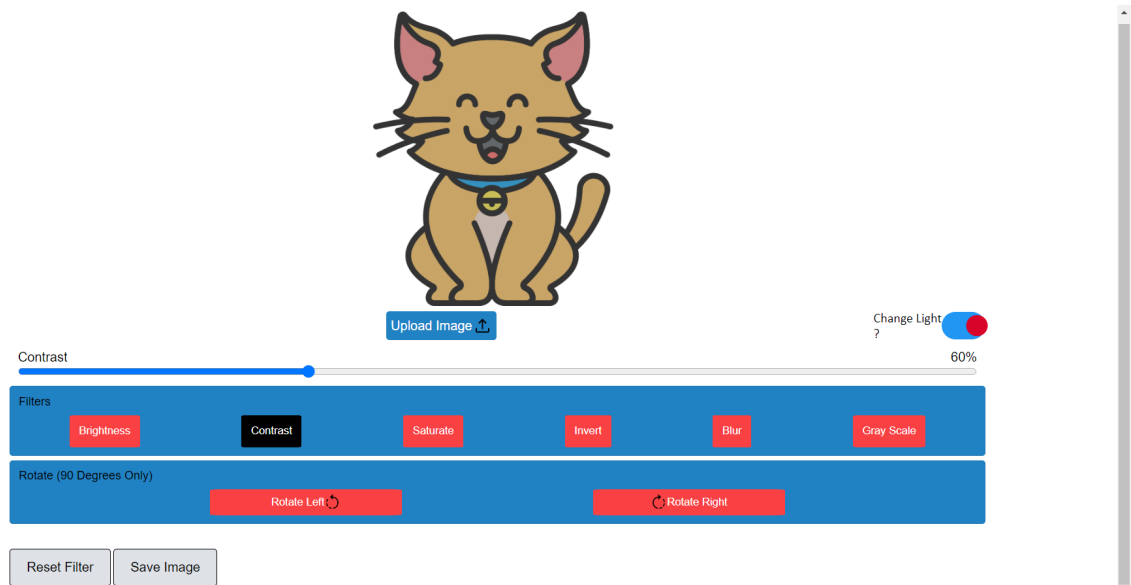 Upload Image
Change Light
?
Contrast
60%
Filters
Brightness
Contrast
Saturate
Invert
Blur
Gray Scale
Rotate (90 Degrees Only)
Rotate Left
Rotate Right
Reset Filter
Save Image